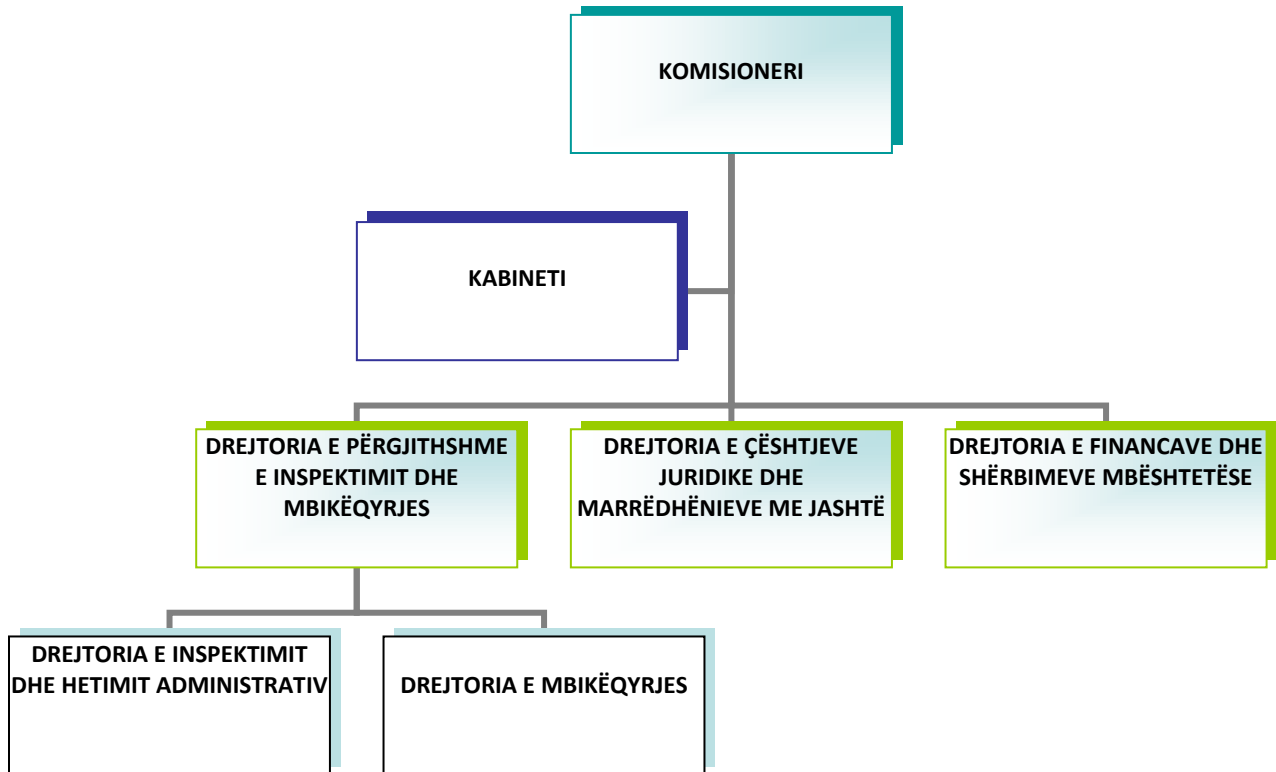 KOMISIONERI
KABINETI
DREJTORIA E PËRGJITHSHME
E INSPEKTIMIT DHE
MBIKËQYRJES
DREJTORIA E ÇËSHTJEVE
JURIDIKE DHE
MARRËDHËNIEVE ME JASHTË
DREJTORIA E FINANCAVE DHE
SHËRBIMEVE MBËSHTETËSE
DREJTORIA E INSPEKTIMIT
DHE HETIMIT ADMINISTRATIV
DREJTORIA E MBIKËQYRJES